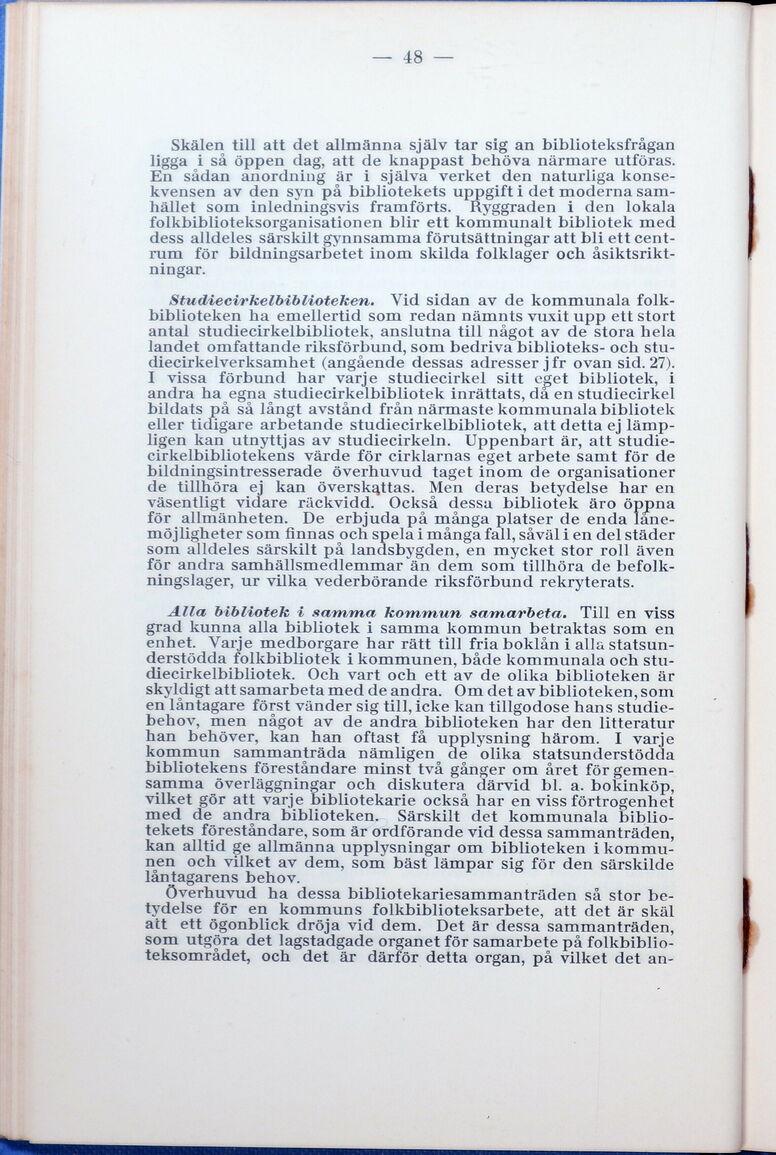 — 48 —
Skälen till att det allmänna själv tar sig an biblioteksfrågan
ligga i så öppen dag, att de knappast behöva närmare utföras.
En sådan anordning är i själva verket den naturliga konse-
kvensen av den syn på bibliotekets uppgift i det moderna sam-
hället som inledningsvis framförts. Ryggraden i den lokala
folkbiblioteksorganisationen blir ett kommunalt bibliotek med
dess alldeles särskilt gynnsamma förutsättningar att bli ett cent-
rum för bildningsarbetet inom skilda folklager och åsiktsrikt-
ningar.
Studiecirkelbiblioteken. Vid sidan av de kommunala folk-
biblioteken ha emellertid som redan nämnts vuxit upp ett stort
antal studiecirkelbibliotek, anslutna till något av de stora hela
landet omfattande riksförbund, som bedriva biblioteks- och stu-
diecirkelverksamhet (angående dessas adresser jfr ovan sid. 27).
I vissa förbund har varje studiecirkel sitt eget bibliotek, i
andra ha egna studiecirkelbibliotek inrättats, då en studiecirkel
bildats på så långt avstånd från närmaste kommunala bibliotek
eller tidigare arbetande studiecirkelbibliotek, att detta ej lämp-
ligen kan utnyttjas av studiecirkeln. Uppenbart är, att studie-
cirkelbibliotekens värde för cirklarnas eget arbete samt för de
bildningsintresserade överhuvud taget inom de organisationer
de tillhöra ej kan överskattas. Men deras betydelse har en
väsentligt vidare räckvidd. Också dessa bibliotek äro öppna
för allmänheten. De erbjuda på många platser de enda låne-
möjligheter som finnas och spela i många fall, såväl i en del städer
som alldeles särskilt på landsbygden, en mycket stor roll även
för andra samhällsmedlemmar än dem som tillhöra de befolk-
ningslager, ur vilka vederbörande riksförbund rekryterats.
Alla bibliotek i samma kommun samarbeta. Till en viss
grad kunna alla bibliotek i samma kommun betraktas som en
enhet. Varje medborgare har rätt till fria boklån i alla statsun-
derstödda folkbibliotek i kommunen, både kommunala och stu-
diecirkelbibliotek. Och vart och ett av de olika biblioteken är
skyldigt att samarbeta med de andra. Om det av biblioteken, som
en låntagare först vänder sig till, icke kan tillgodose hans studie-
behov, men något av de andra biblioteken har den litteratur
han behöver, kan han oftast få upplysning härom. I varje
kommun sammanträda nämligen de olika statsunderstödda
bibliotekens föreståndare minst två gånger om året för gemen-
samma överläggningar och diskutera därvid bl. a. bokinköp,
vilket gör att varje bibliotekarie också har en viss förtrogenhet
med de andra biblioteken. Särskilt det kommunala biblio-
tekets föreståndare, som är ordförande vid dessa sammanträden,
kan alltid ge allmänna upplysningar om biblioteken i kommu-
nen och vilket av dem, som bäst lämpar sig för den särskilde
låntagarens behov.
Överhuvud ha dessa bibliotekariesammanträden så stor be-
tydelse för en kommuns folkbiblioteksarbete, att det är skäl
att ett ögonblick dröja vid dem. Det är dessa sammanträden,
som utgöra det lagstadgade organet för samarbete på folkbiblio-
teksområdet, och det är därför detta organ, på vilket det an-